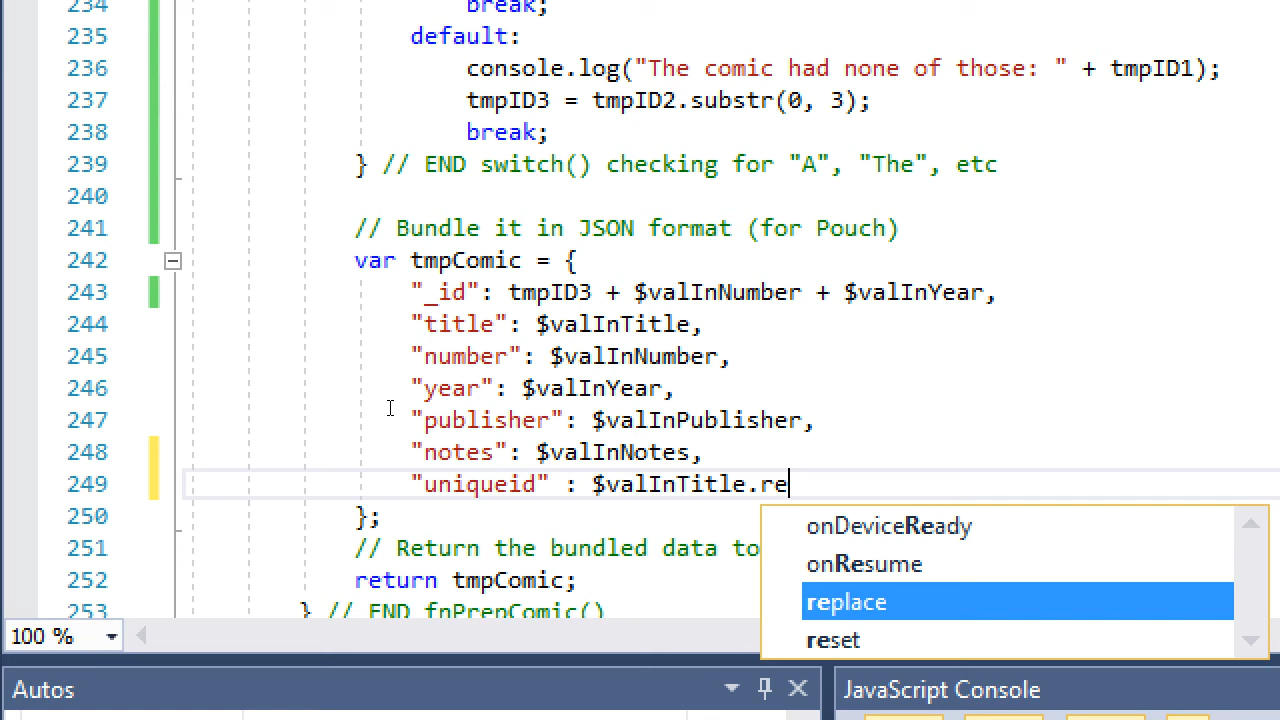 234 break;
235 default:
236 console.log("The comic had none of those: " + tmpID1);
237 tmpID3 = tmpID2.substr(0, 3);
238 break;
239 } // END switch() checking for "A", "The", etc
240
241 // Bundle it in JSON format (for Pouch)
242 var tmpComic = {
243 "_id": tmpID3 + $valInNumber + $valInYear,
244 "title": $valInTitle,
245 "number": $valInNumber,
246 "year": $valInYear,
247 "publisher": $valInPublisher,
248 "notes": $valInNotes,
249 "uniqueid" : $valInTitle.re
250 };
onDeviceReady
onResume
replace
reset
251 // Return the bundled data to
252 return tmpComic;
253 } // END fnPrepComic()
100 %
Autos
JavaScript Console